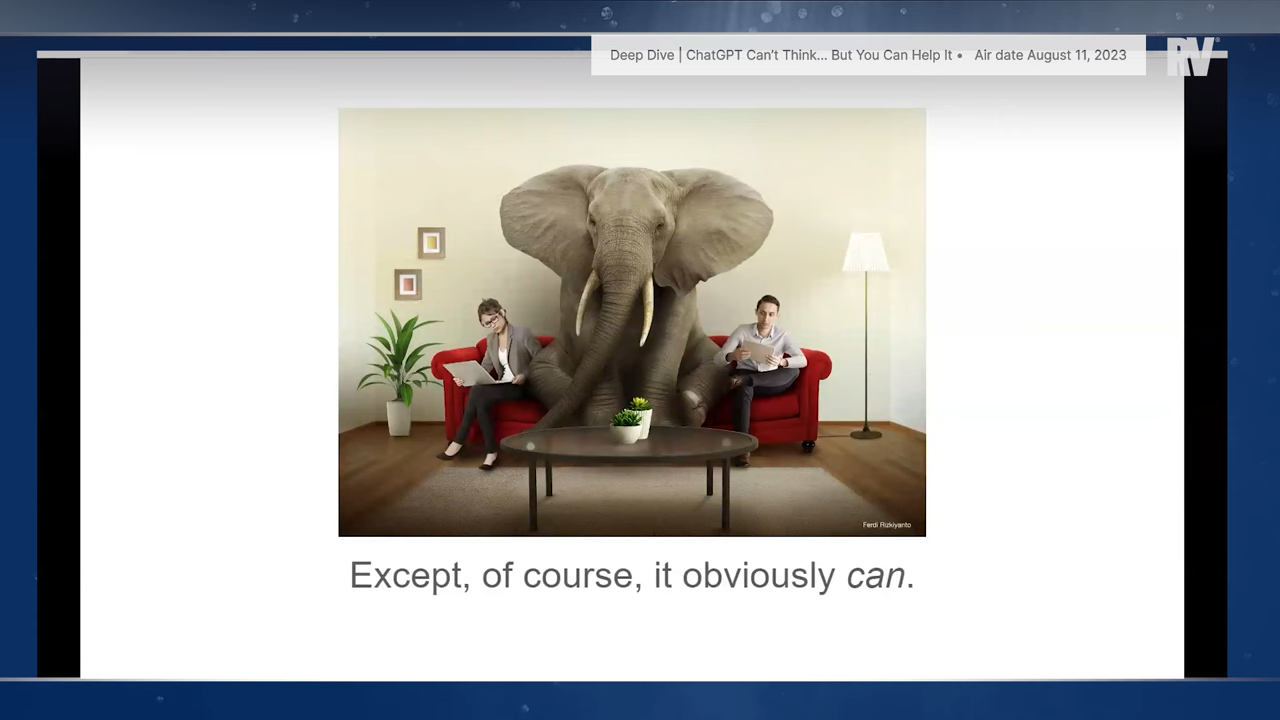 Deep Dive | ChatGPT Can't Think... But You Can Help It • Air date August 11, 2023
RV
Ferdi Rizkiyanto
Except, of course, it obviously can.